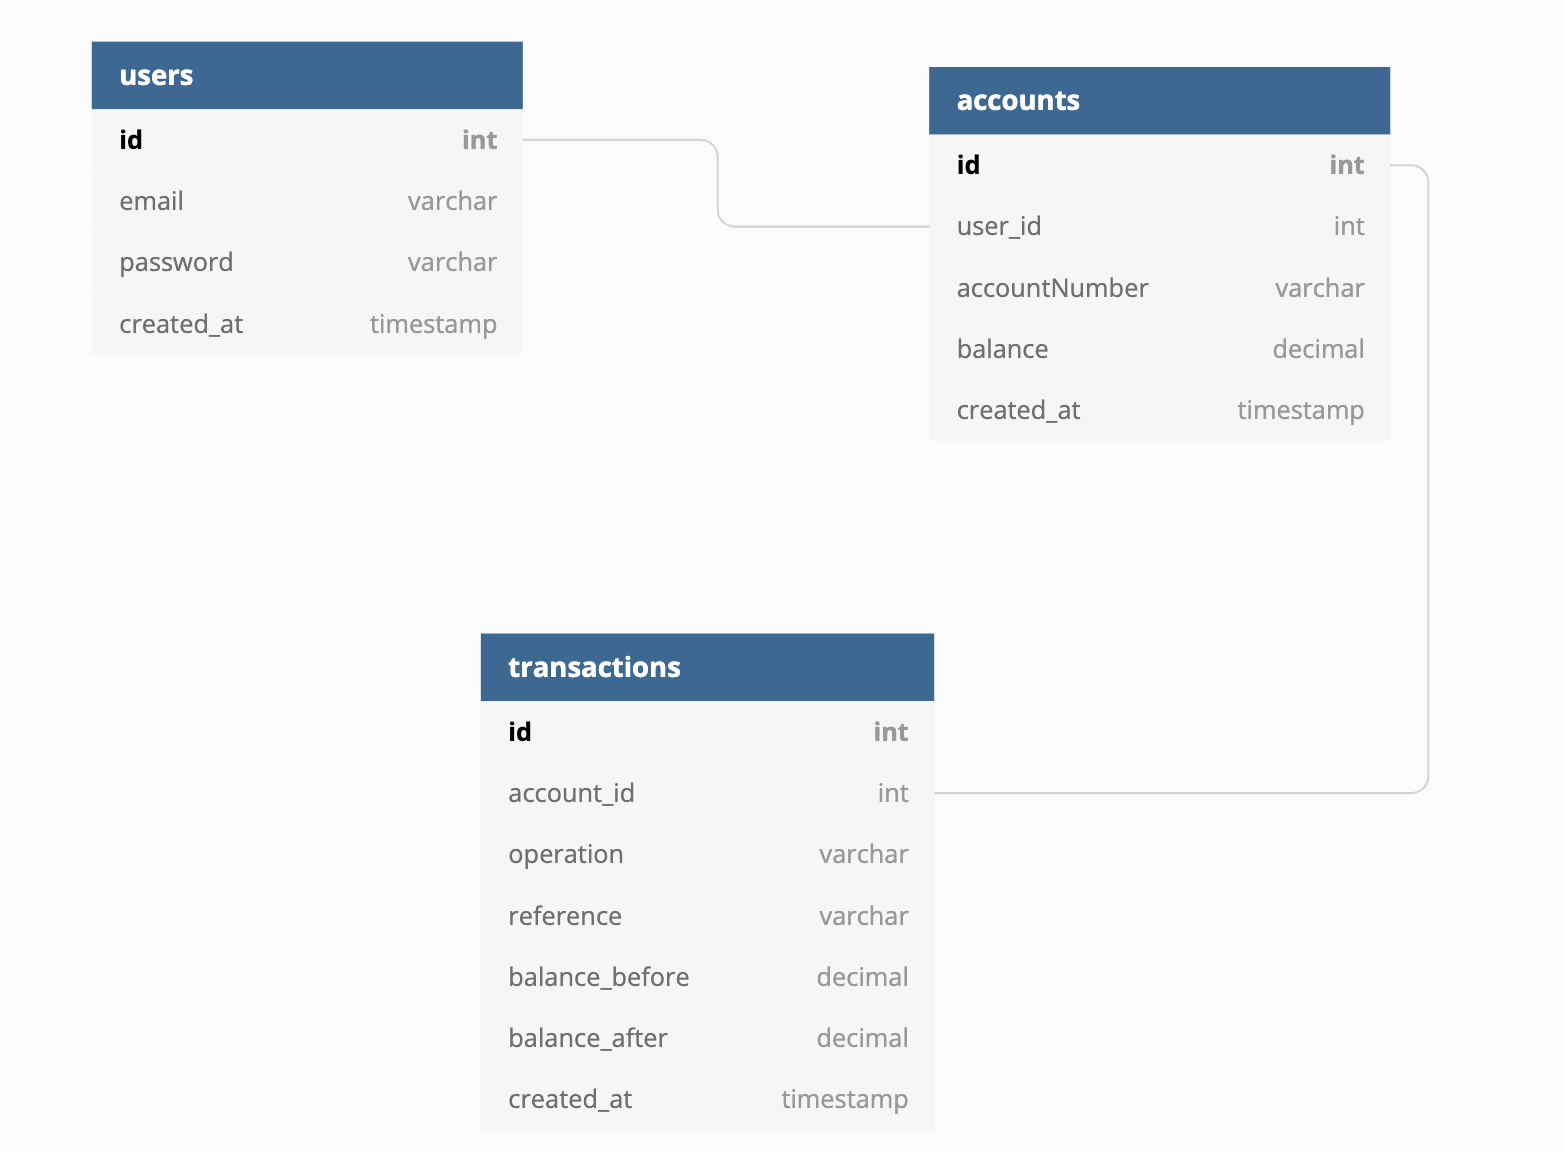 users
id int
email varchar
password varchar
created_at timestamp
accounts
id int
user_id int
accountNumber varchar
balance decimal
created_at timestamp
transactions
id int
account_id int
operation varchar
reference varchar
balance_before decimal
balance_after decimal
created_at timestamp